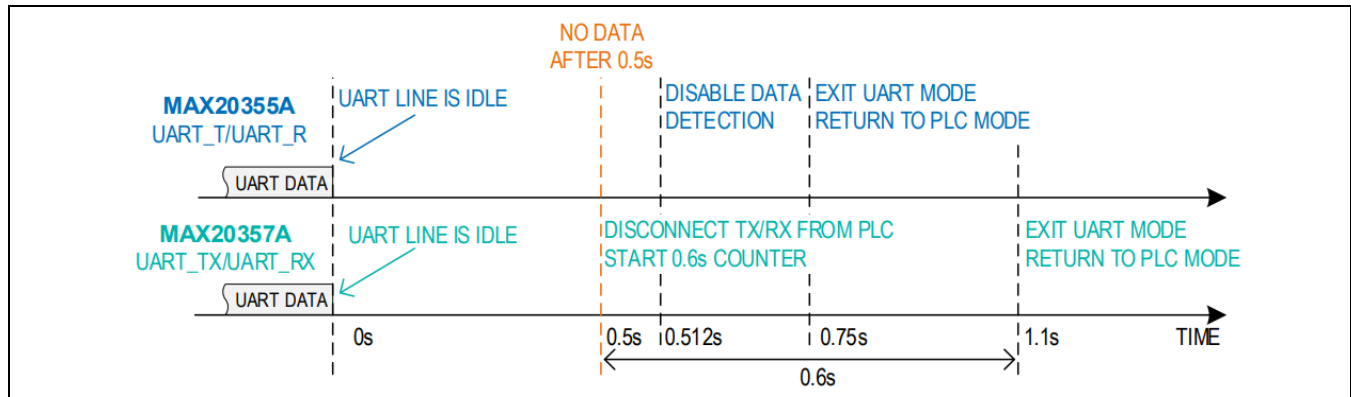 NO DATA
AFTER 0.5s
MAX20355A
UART_T/UART_R
UART LINE IS IDLE
DISABLE DATA
DETECTION
EXIT UART MODE
RETURN TO PLC MODE
UART DATA
MAX20357A
UART_TX/UART_RX
UART LINE IS IDLE
DISCONNECT TX/RX FROM PLC
START 0.6s COUNTER
EXIT UART MODE
RETURN TO PLC MODE
UART DATA
0s
0.5s
0.512s
0.75s
1.1s
TIME
0.6s